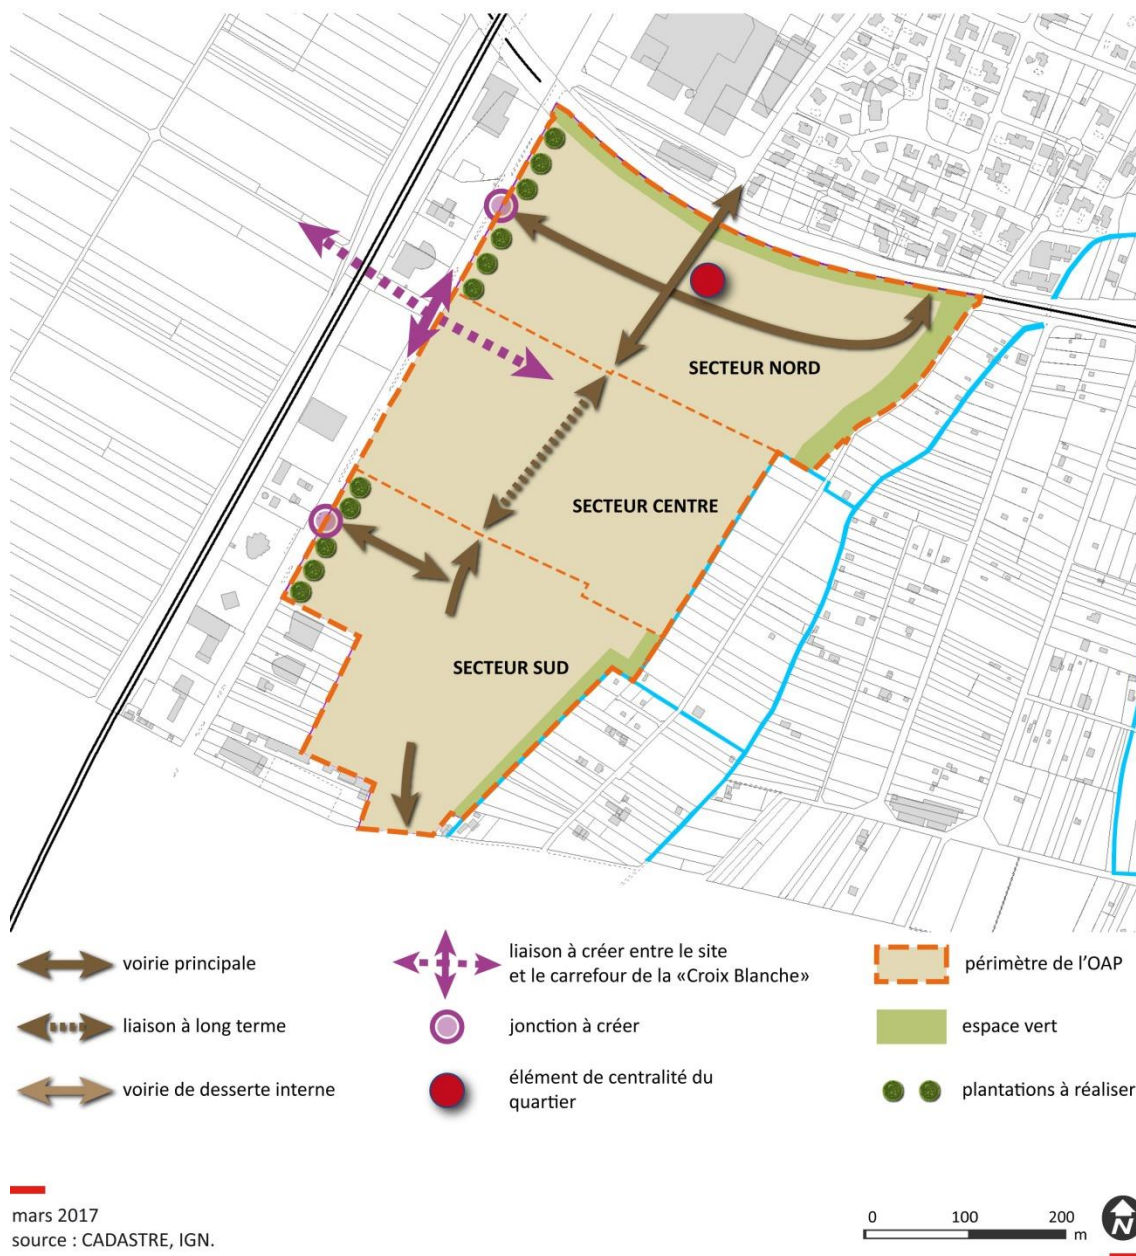 SECTEUR NORD
SECTEUR CENTRE
SECTEUR SUD
voirie principale
liaison à long terme
voirie de desserte interne
liaison à créer entre le site
et le carrefour de la «Croix Blanche»
jonction à créer
élément de centralité du
quartier
périmètre de l’OAP
espace vert
plantations à réaliser
mars 2017
source : CADASTRE, IGN.
0 100 200
m
N